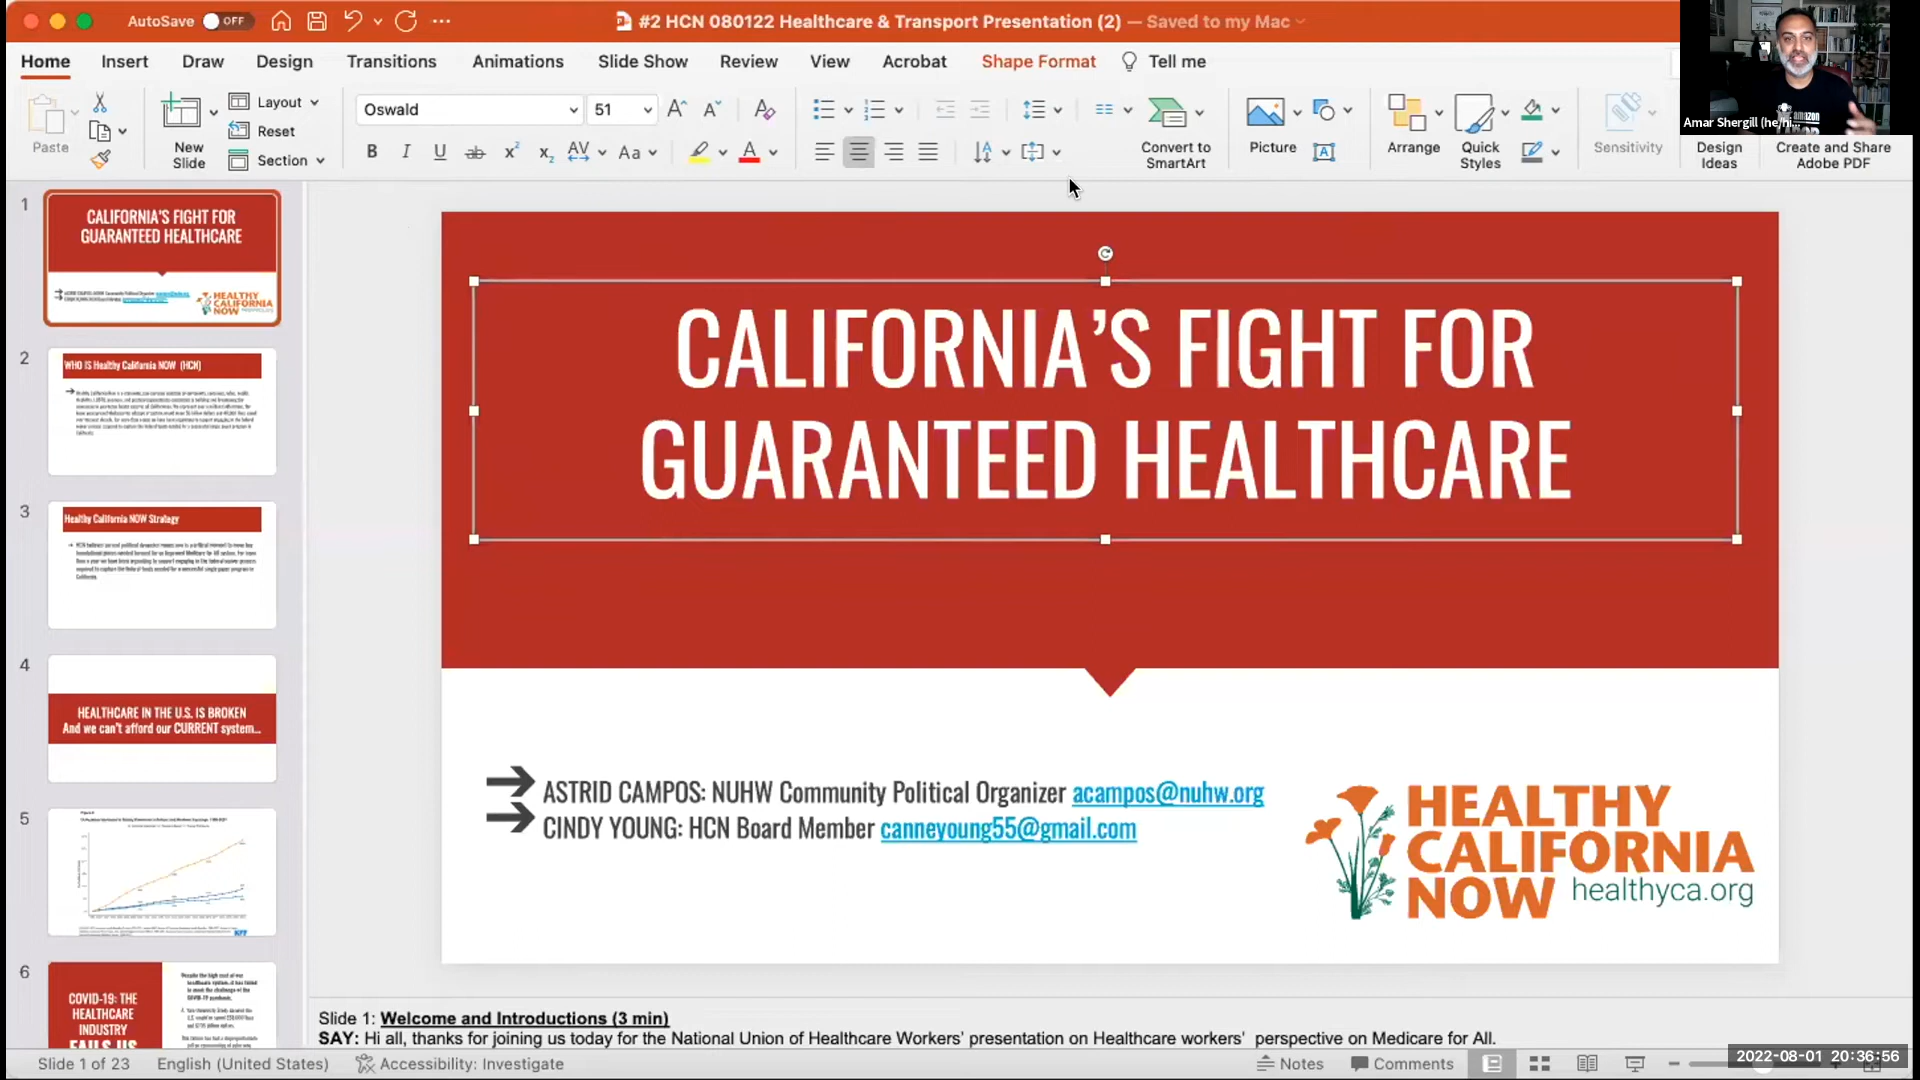 AutoSave OFF
#2 HCN 080122 Healthcare & Transport Presentation (2) — Saved to my Mac
Home Insert Draw Design Transitions Animations Slide Show Review View Acrobat Shape Format Tell me
Paste
New Slide
Layout
Reset
Section
Oswald 51
Convert to SmartArt
Picture
Arrange
Quick Styles
Sensitivity
Design Ideas
Create and Share Adobe PDF
Amar Shergill (he/hi...
1
CALIFORNIA'S FIGHT FOR
GUARANTEED HEALTHCARE
HEALTHY
CALIFORNIA
NOW
2
WHO IS Healthy California NOW (HCN)
3
Healthy California NOW Strategy
4
HEALTHCARE IN THE U.S. IS BROKEN
And we can't afford our CURRENT system...
5
6
COVID-19: THE
HEALTHCARE
INDUSTRY
FAILS US
CALIFORNIA’S FIGHT FOR
GUARANTEED HEALTHCARE
ASTRID CAMPOS: NUHW Community Political Organizer acampos@nuhw.org
CINDY YOUNG: HCN Board Member canneyoung55@gmail.com
HEALTHY
CALIFORNIA
NOW healthyca.org
Slide 1: Welcome and Introductions (3 min)
SAY: Hi all, thanks for joining us today for the National Union of Healthcare Workers’ presentation on Healthcare workers’ perspective on Medicare for All.
Slide 1 of 23 English (United States) Accessibility: Investigate Notes Comments
2022-08-01 20:36:56